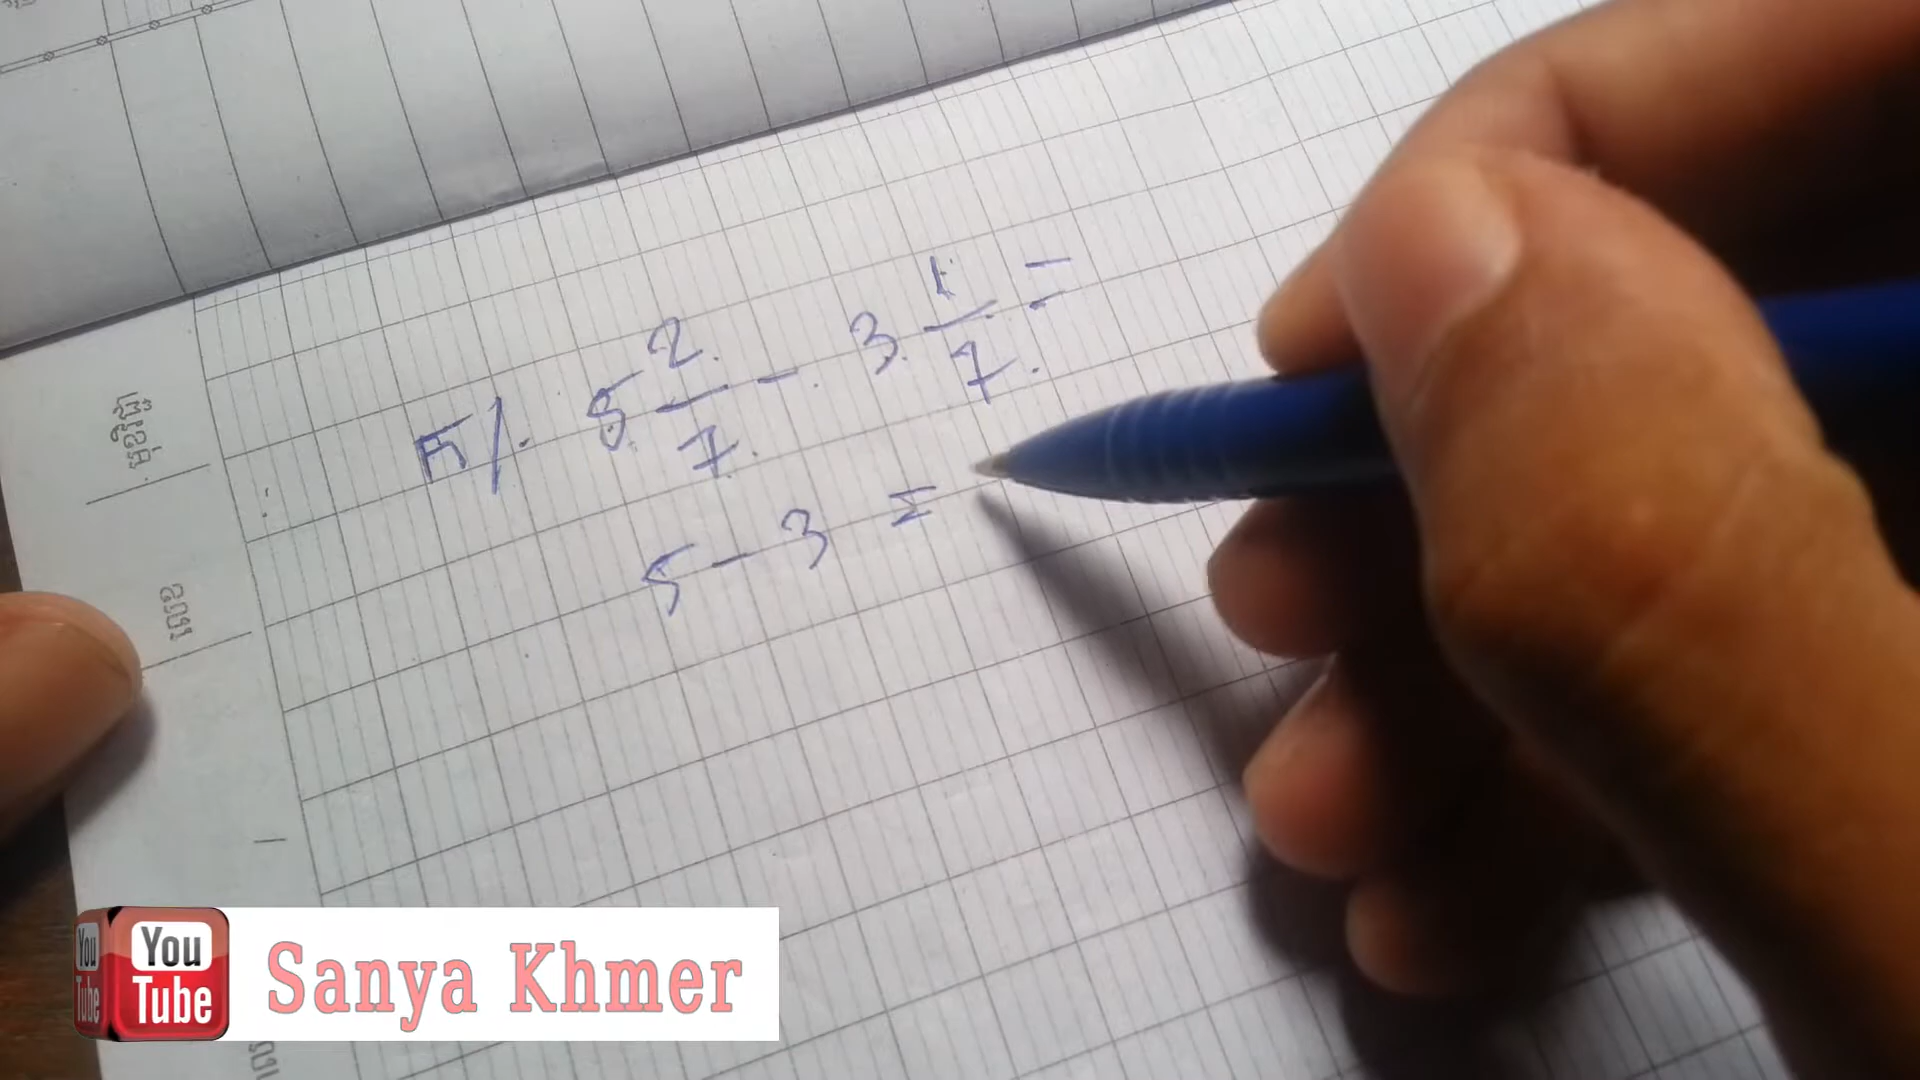 ក/. 5 2/7 - 3 1/7 =
5 - 3 =
You Tube
Sanya Khmer